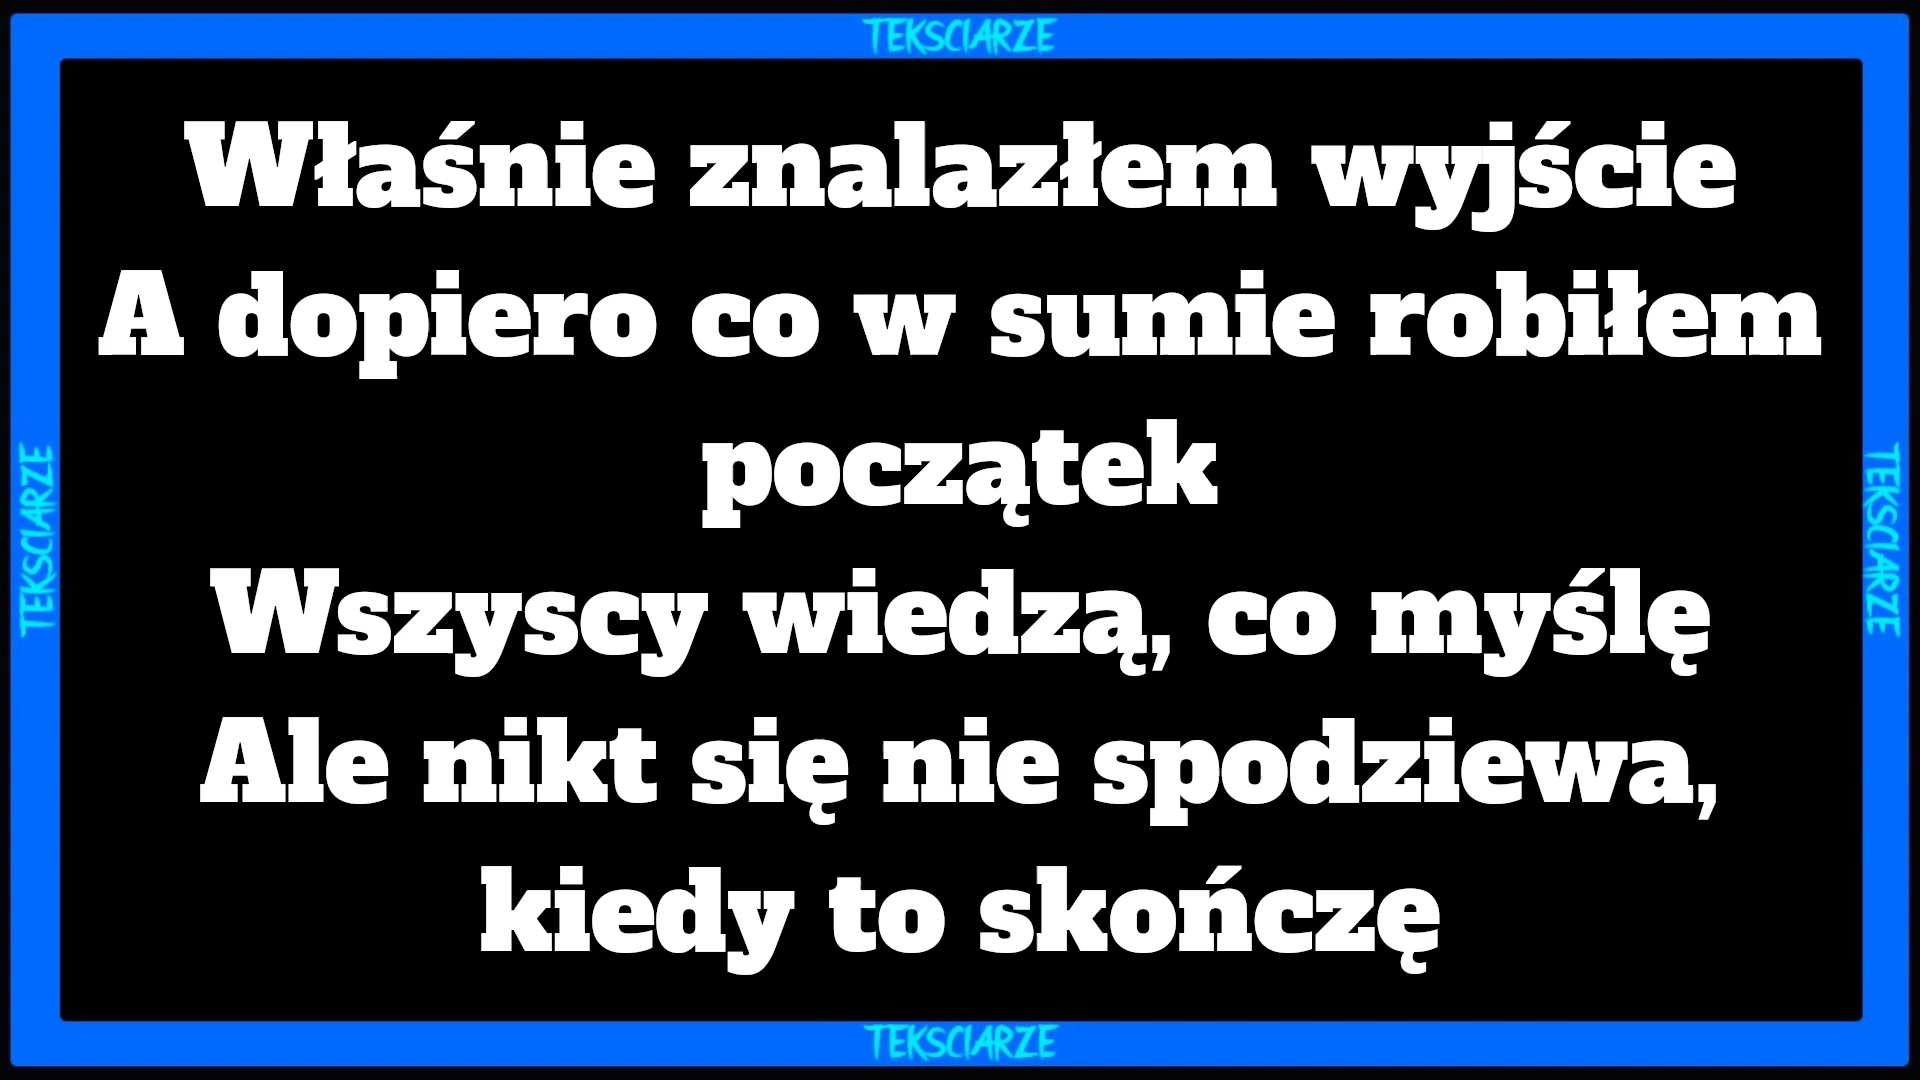 TEKSCIARZE
Właśnie znalazłem wyjście
A dopiero co w sumie robiłem
początek
Wszyscy wiedzą, co myślę
Ale nikt się nie spodziewa,
kiedy to skończę
TEKSCIARZE
TEKSCIARZE
TEKSCIARZE